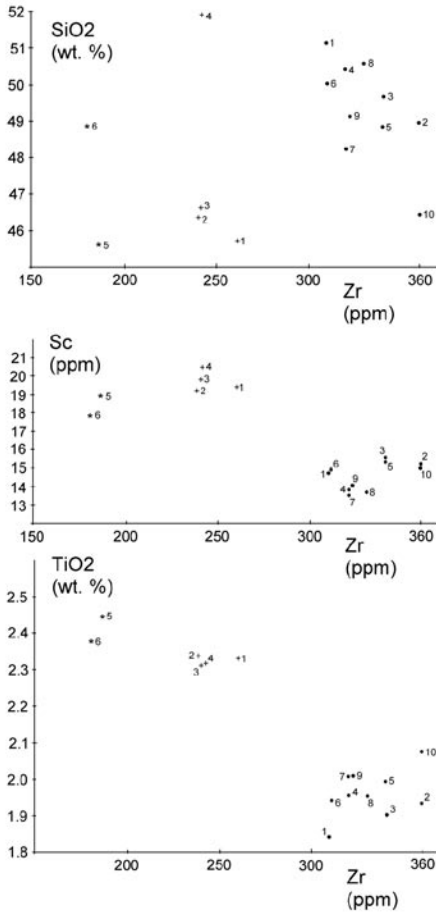 52
SiO2
(wt. %)
+4
51
•1
•4 •8
50
•6
•3
49
*6 •9 •5 •2
48
•7
47
+3
+2
•10
46
*5 +1
150 200 250 300 Zr 360
(ppm)
Sc
(ppm)
21
+4
20
+3
19
*5 +2 +1
18
*6
17
16
3 2
15
6 5 10
1 9
14
4 •8
7
13
150 200 250 300 Zr 360
(ppm)
TiO2
(wt. %)
2.5
*5
2.4
*6
2+ +4 +1
2.3
3
2.2
2.1
10
7 •9
2.0
•5
6 4 8 2
1.9
3
1
1.8
200 250 300 360
Zr
(ppm)